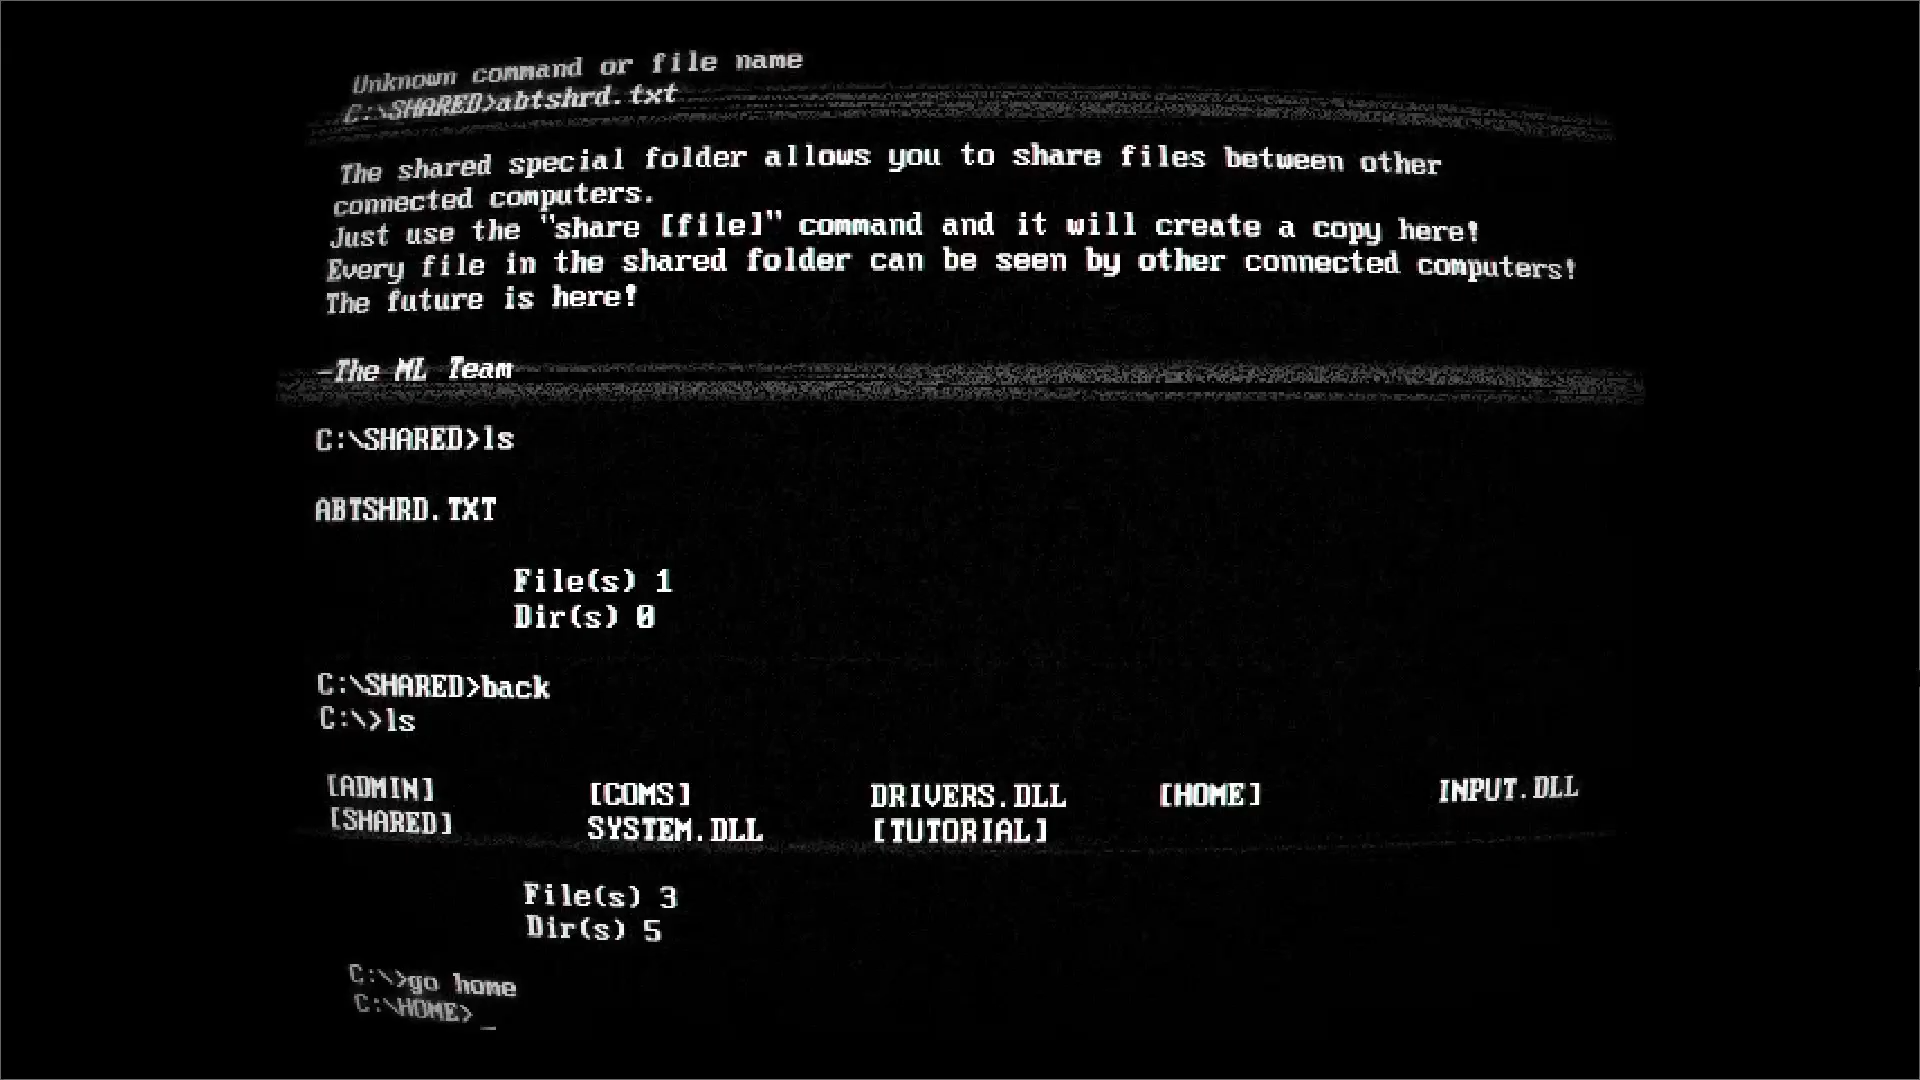 Unknown command or file name
C:\SHARED>abtshrd.txt
The shared special folder allows you to share files between other
connected computers.
Just use the "share [file]" command and it will create a copy here!
Every file in the shared folder can be seen by other connected computers!
The future is here!
-The ML Team
C:\SHARED>ls
ABTSHRD.TXT
File(s) 1
Dir(s) 0
C:\SHARED>back
C:\>ls
[ADMIN] [COMS] DRIVERS.DLL [HOME] INPUT.DLL
[SHARED] SYSTEM.DLL [TUTORIAL]
File(s) 3
Dir(s) 5
C:\>go home
C:\HOME>_